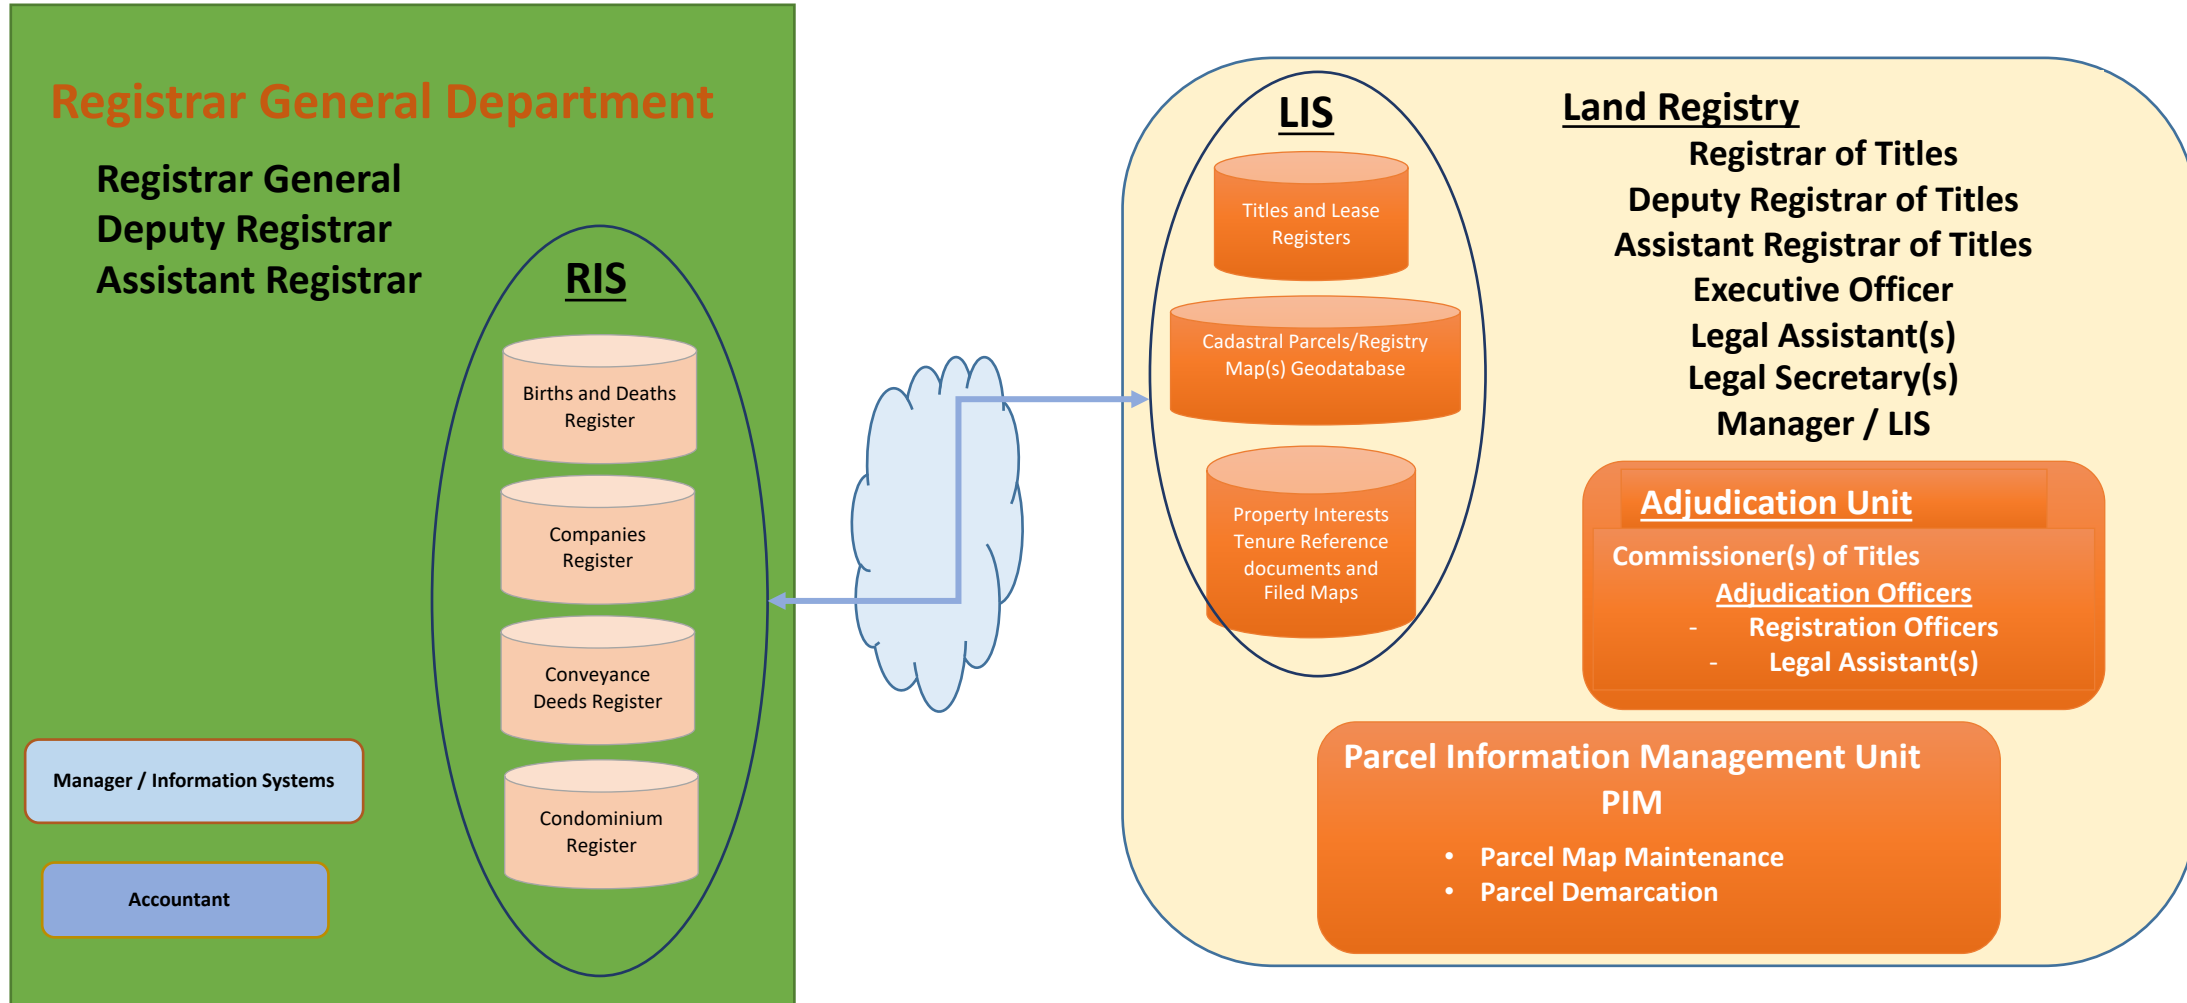 Registrar General Department
Registrar General
Deputy Registrar
Assistant Registrar
RIS
Births and Deaths
Register
Companies
Register
Conveyance
Deeds Register
Condominium
Register
Manager / Information Systems
Accountant
LIS
Titles and Lease
Registers
Cadastral Parcels/Registry
Map(s) Geodatabase
Property Interests
Tenure Reference
documents and
Filed Maps
Land Registry
Registrar of Titles
Deputy Registrar of Titles
Assistant Registrar of Titles
Executive Officer
Legal Assistant(s)
Legal Secretary(s)
Manager / LIS
Adjudication Unit
Commissioner(s) of Titles
Adjudication Officers
- Registration Officers
- Legal Assistant(s)
Parcel Information Management Unit
PIM
• Parcel Map Maintenance
• Parcel Demarcation